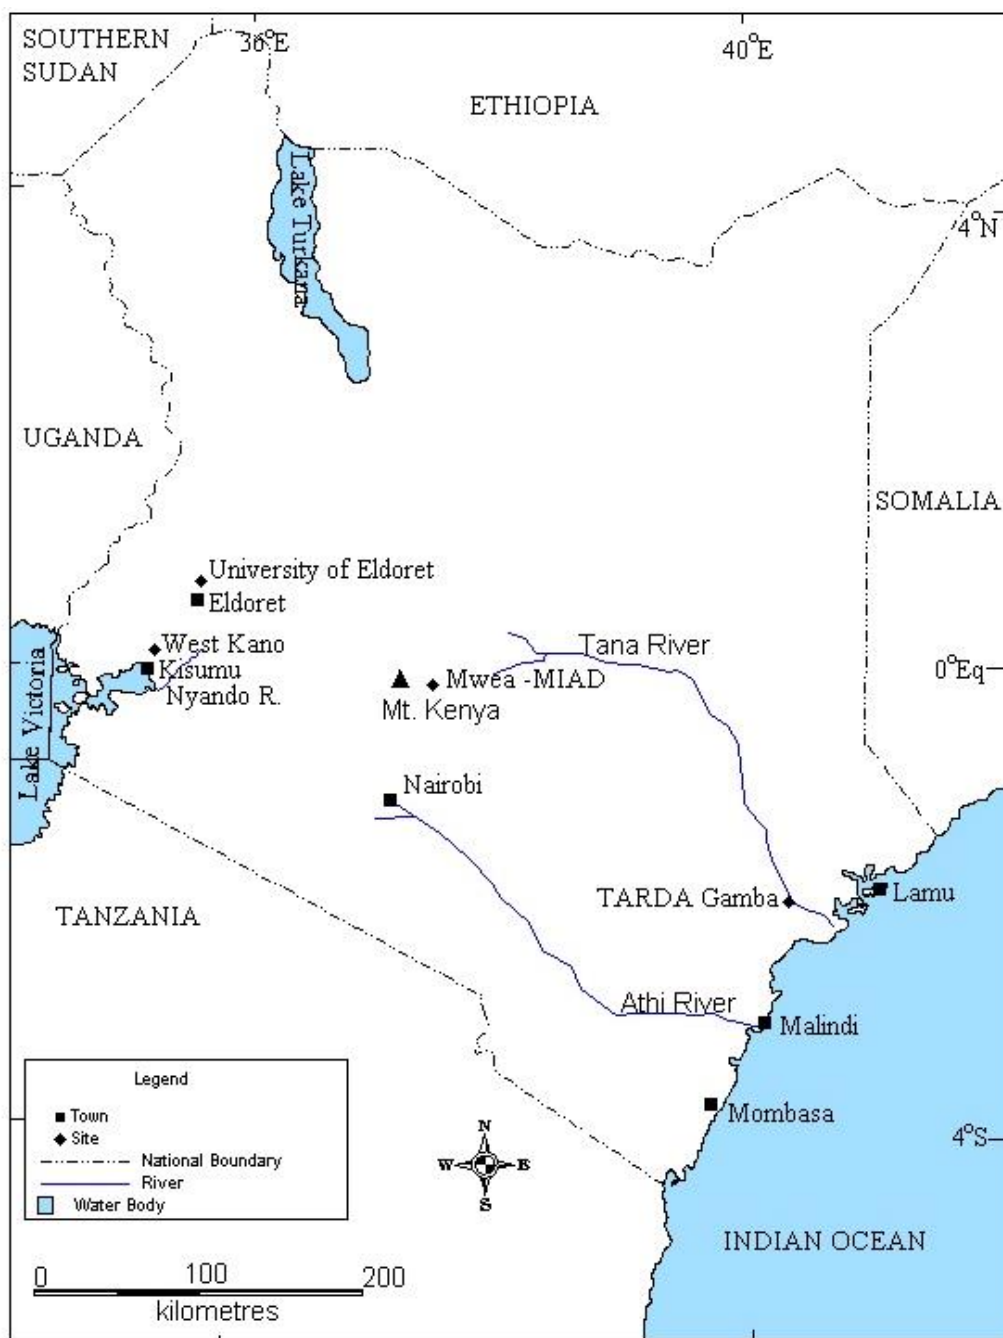 SOUTHERN
SUDAN
36°E
40°E
ETHIOPIA
Lake Turkana
4°N
UGANDA
SOMALIA
University of Eldoret
Eldoret
West Kano
Kisumu
Nyando R.
Lake Victoria
Tana River
0°Eq
Mwea -MIAD
Mt. Kenya
Nairobi
TARDA Gamba
Lamu
TANZANIA
Athi River
Malindi
Mombasa
4°S
Legend
Town
Site
National Boundary
River
Water Body
N
W E
S
INDIAN OCEAN
0 100 200
kilometres